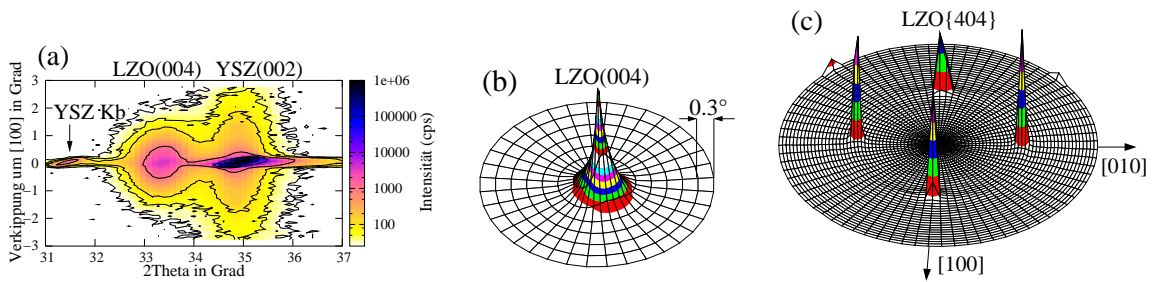 (a)
LZO(004) YSZ(002)
YSZ Kb
Verkippung um [100] in Grad
3
2
1
0
−1
−2
−3
31 32 33 34 35 36 37
2Theta in Grad
1e+06
100000
10000
1000
100
Intensität (cps)
(b)
LZO(004)
0.3°
(c)
LZO{404}
[010]
[100]